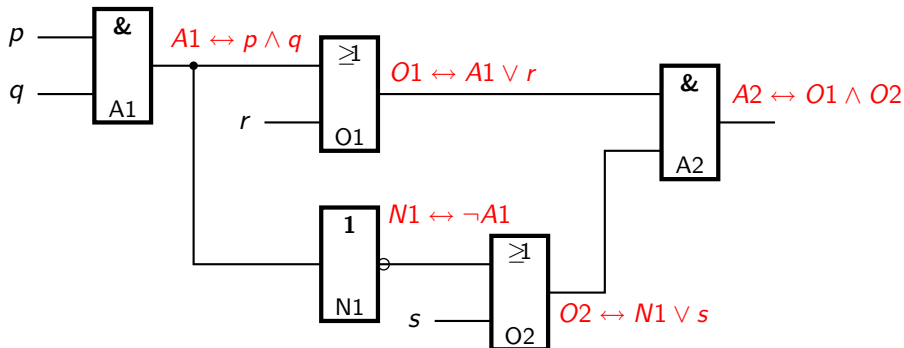 p
q
&
A1
A1 ↔ p ∧ q
≥1
r
O1
O1 ↔ A1 ∨ r
&
A2
A2 ↔ O1 ∧ O2
1
N1
N1 ↔ ¬A1
≥1
s
O2
O2 ↔ N1 ∨ s